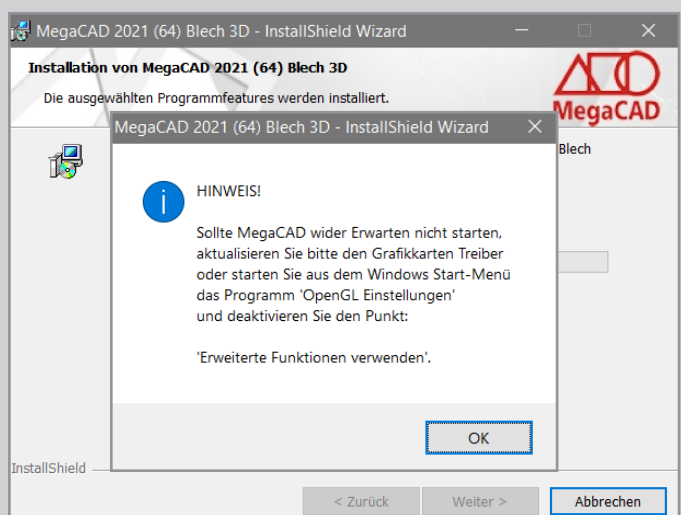 MegaCAD 2021 (64) Blech 3D - InstallShield Wizard
Installation von MegaCAD 2021 (64) Blech 3D
Die ausgewählten Programmfeatures werden installiert.
MegaCAD
MegaCAD 2021 (64) Blech 3D - InstallShield Wizard
Blech
HINWEIS!
Sollte MegaCAD wider Erwarten nicht starten,
aktualisieren Sie bitte den Grafikkarten Treiber
oder starten Sie aus dem Windows Start-Menü
das Programm 'OpenGL Einstellungen'
und deaktivieren Sie den Punkt:
'Erweiterte Funktionen verwenden'.
OK
InstallShield
< Zurück
Weiter >
Abbrechen